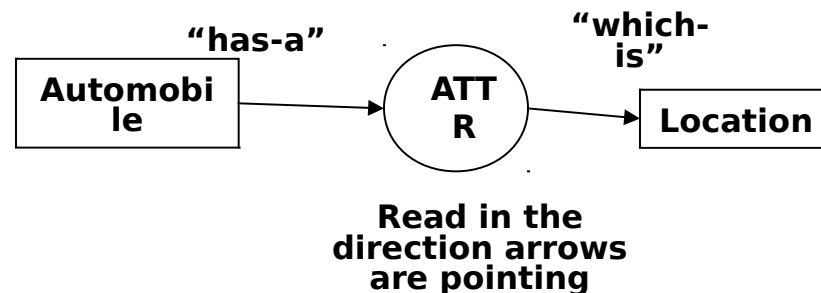 “has-a”
“which-
is”
Automobi
le
ATT
R
Location
Read in the
direction arrows
are pointing